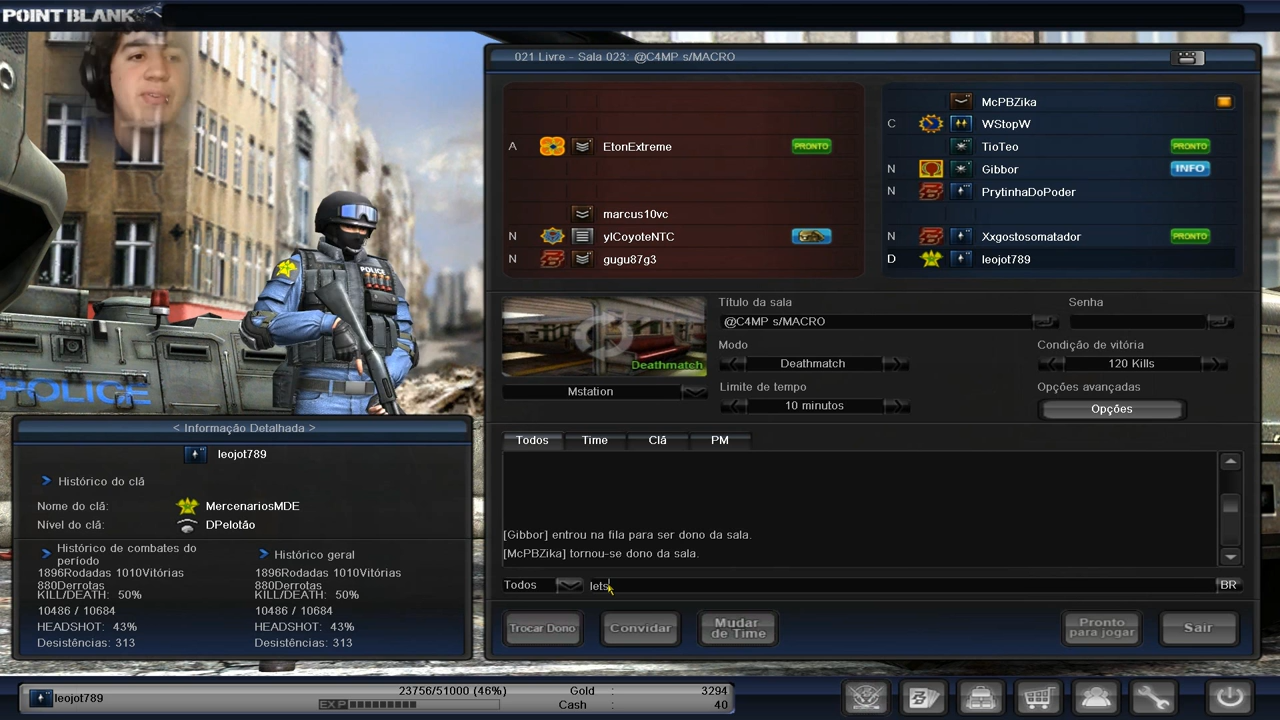 POINT BLANK
021 Livre - Sala 023: @C4MP s/MACRO
McPBZika
C WStopW
A EtonExtreme PRONTO
TioTeo PRONTO
N Gibbor INFO
N PrytinhaDoPoder
marcus10vc
N ylCoyoteNTC
N Xxgostosomatador PRONTO
N gugu87g3
D leojot789
POLICE
POLICE
Deathmatch
Mstation
Título da sala
@C4MP s/MACRO
Senha
Modo
Deathmatch
Condição de vitória
120 Kills
Limite de tempo
10 minutos
Opções avançadas
Opções
< Informação Detalhada >
leojot789
Histórico do clã
Nome do clã: MercenariosMDE
Nível do clã: DPelotão
Histórico de combates do
período
1896Rodadas 1010Vitórias
880Derrotas
KILL/DEATH: 50%
10486 / 10684
HEADSHOT: 43%
Desistências: 313
Histórico geral
1896Rodadas 1010Vitórias
880Derrotas
KILL/DEATH: 50%
10486 / 10684
HEADSHOT: 43%
Desistências: 313
Todos Time Clã PM
[Gibbor] entrou na fila para ser dono da sala.
[McPBZika] tornou-se dono da sala.
Todos lets BR
Trocar Dono
Convidar
Mudar
de Time
Pronto
para jogar
Sair
leojot789
23756/51000 (46%)
EXP
Gold : 3294
Cash : 40